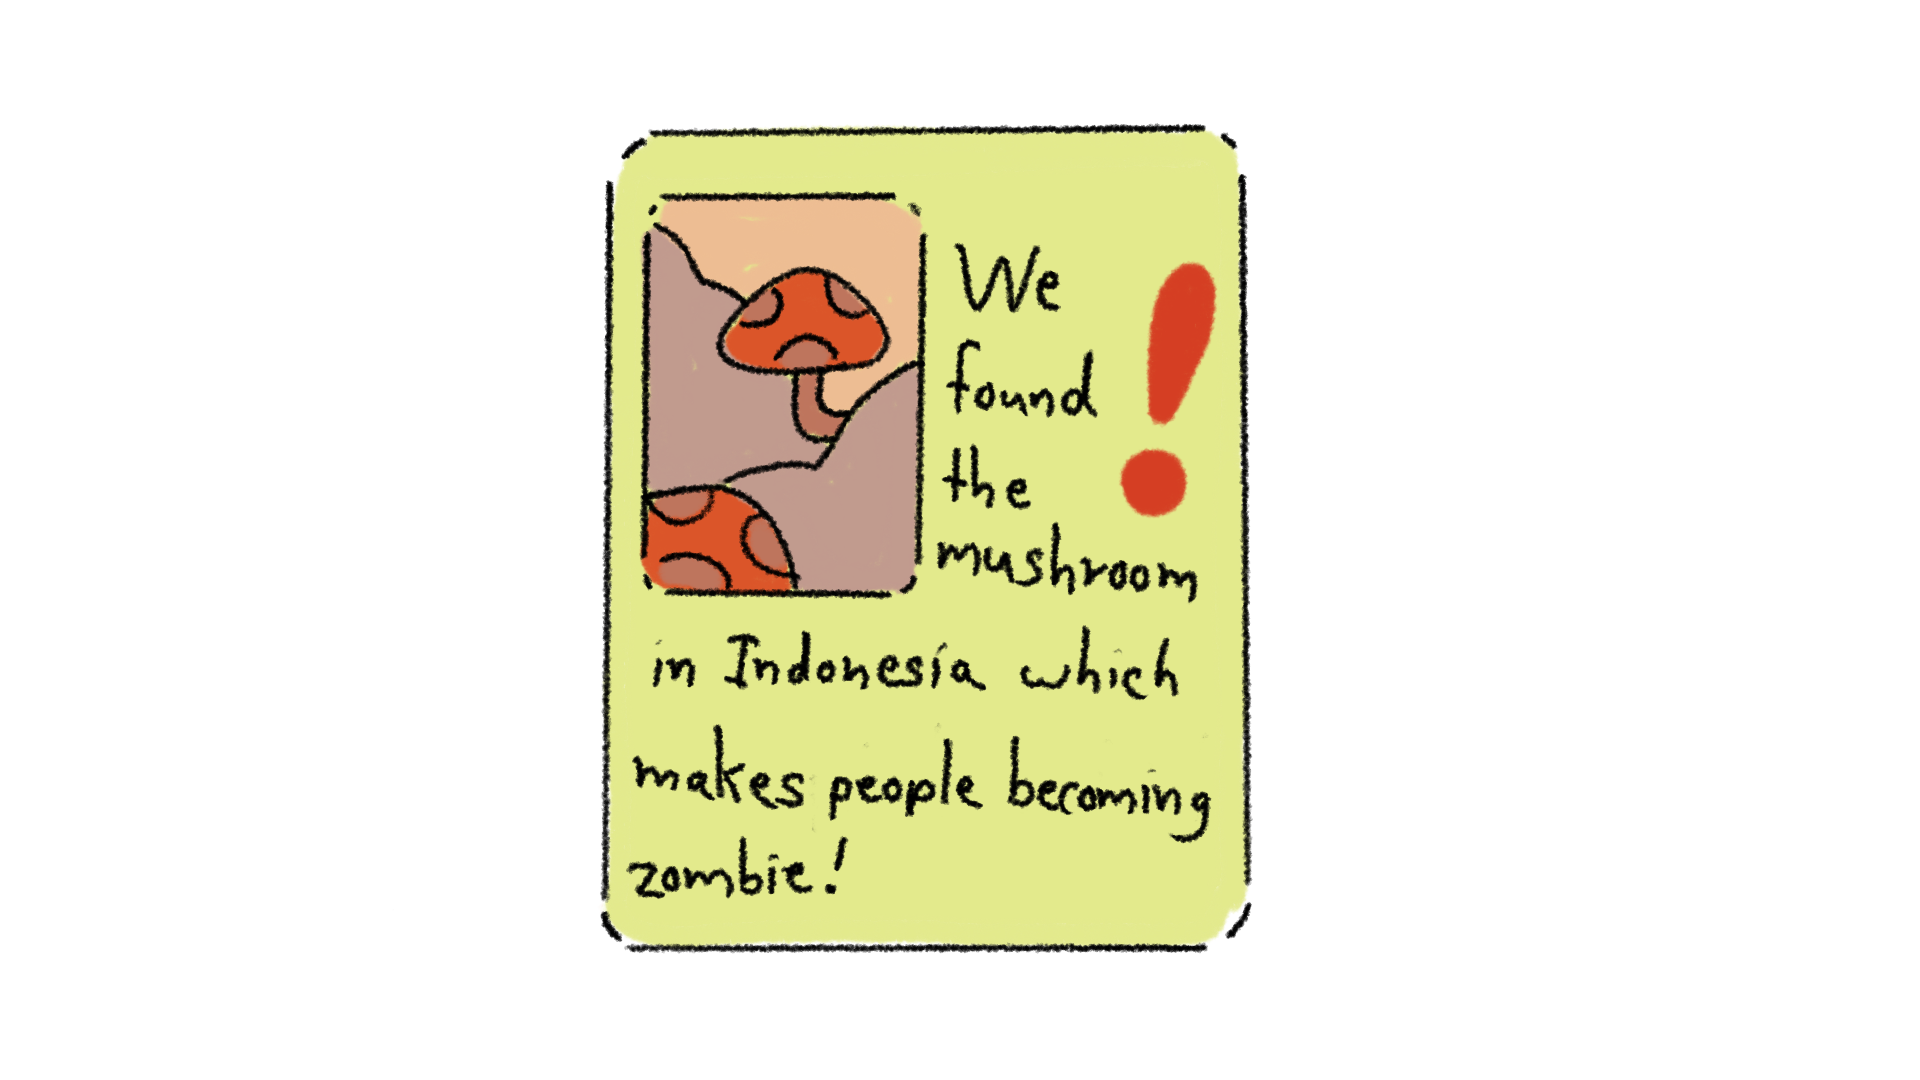 We
found
the
mushroom
in Indonesia which
makes people becoming
zombie!